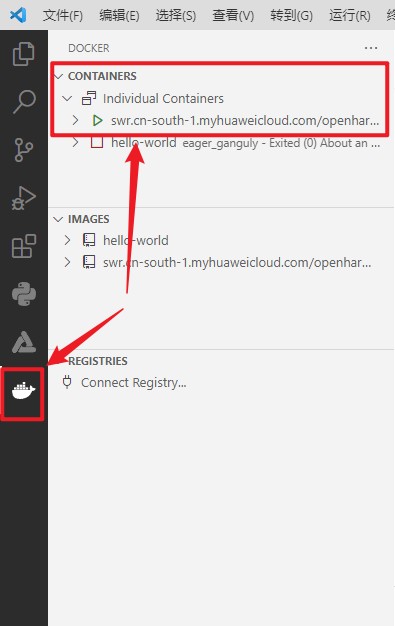 文件(F) 编辑(E) 选择(S) 查看(V) 转到(G) 运行(R)
DOCKER
CONTAINERS
Individual Containers
swr.cn-south-1.myhuaweicloud.com/openhar...
hello-world eager_ganguly - Exited (0) About an ...
IMAGES
hello-world
swr.cn-south-1.myhuaweicloud.com/openhar...
REGISTRIES
Connect Registry...